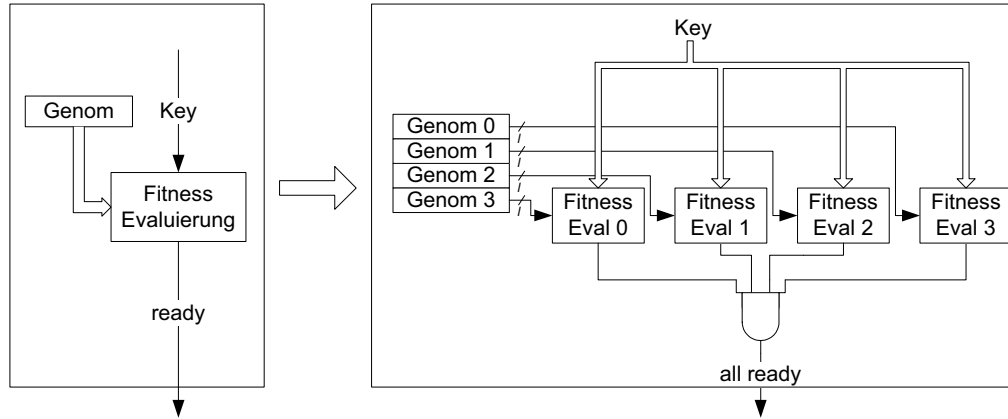 Genom
Key
Fitness
Evaluierung
ready
Key
Genom 0
Genom 1
Genom 2
Genom 3
Fitness
Eval 0
Fitness
Eval 1
Fitness
Eval 2
Fitness
Eval 3
all ready